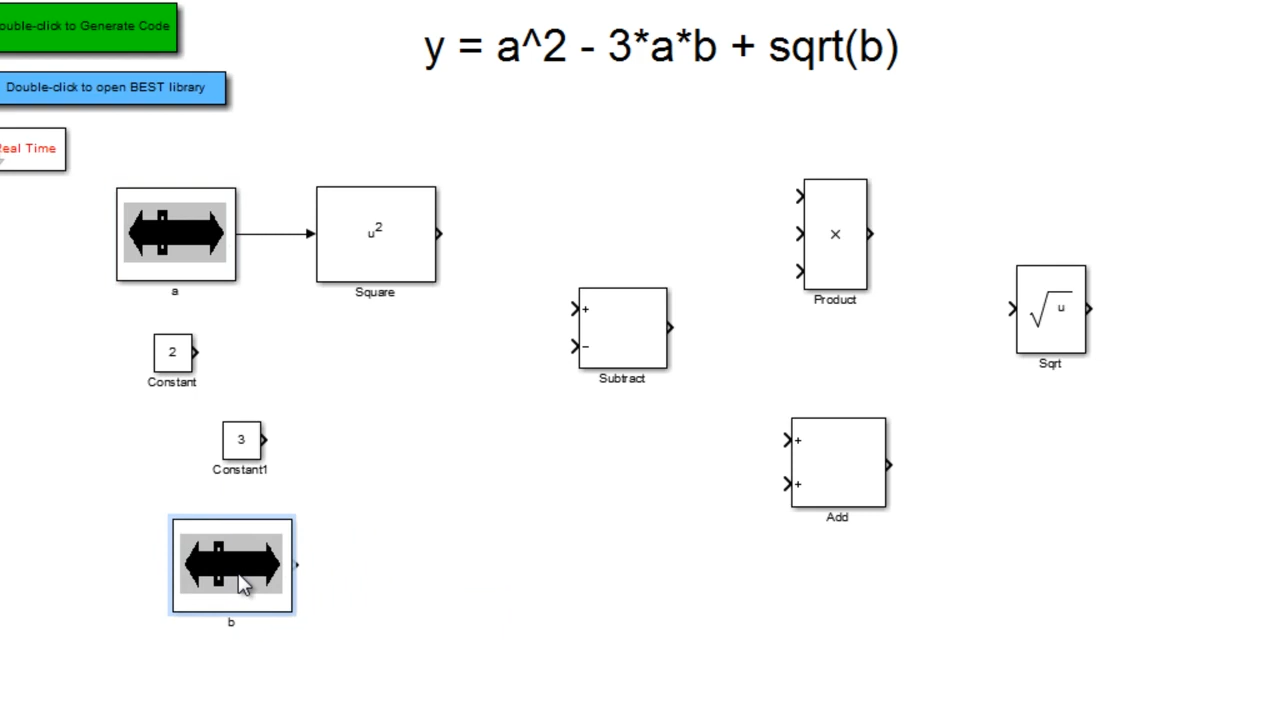 ouble-click to Generate Code
y = a^2 - 3*a*b + sqrt(b)
Double-click to open BEST library
Real Time
u2
×
a
Square
Product
u
+
−
2
Sqrt
Constant
Subtract
3
+
Constant1
+
Add
b